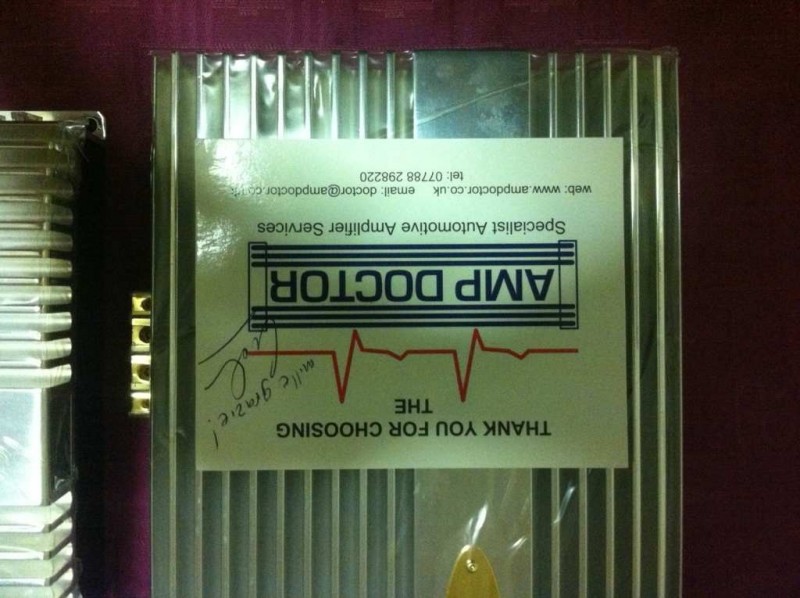 THANK YOU FOR CHOOSING
THE
mille grazie!
AMP DOCTOR
Specialist Automotive Amplifier Services
web: www.ampdoctor.co.uk email: doctor@ampdoctor.co.uk
tel: 07788 298220